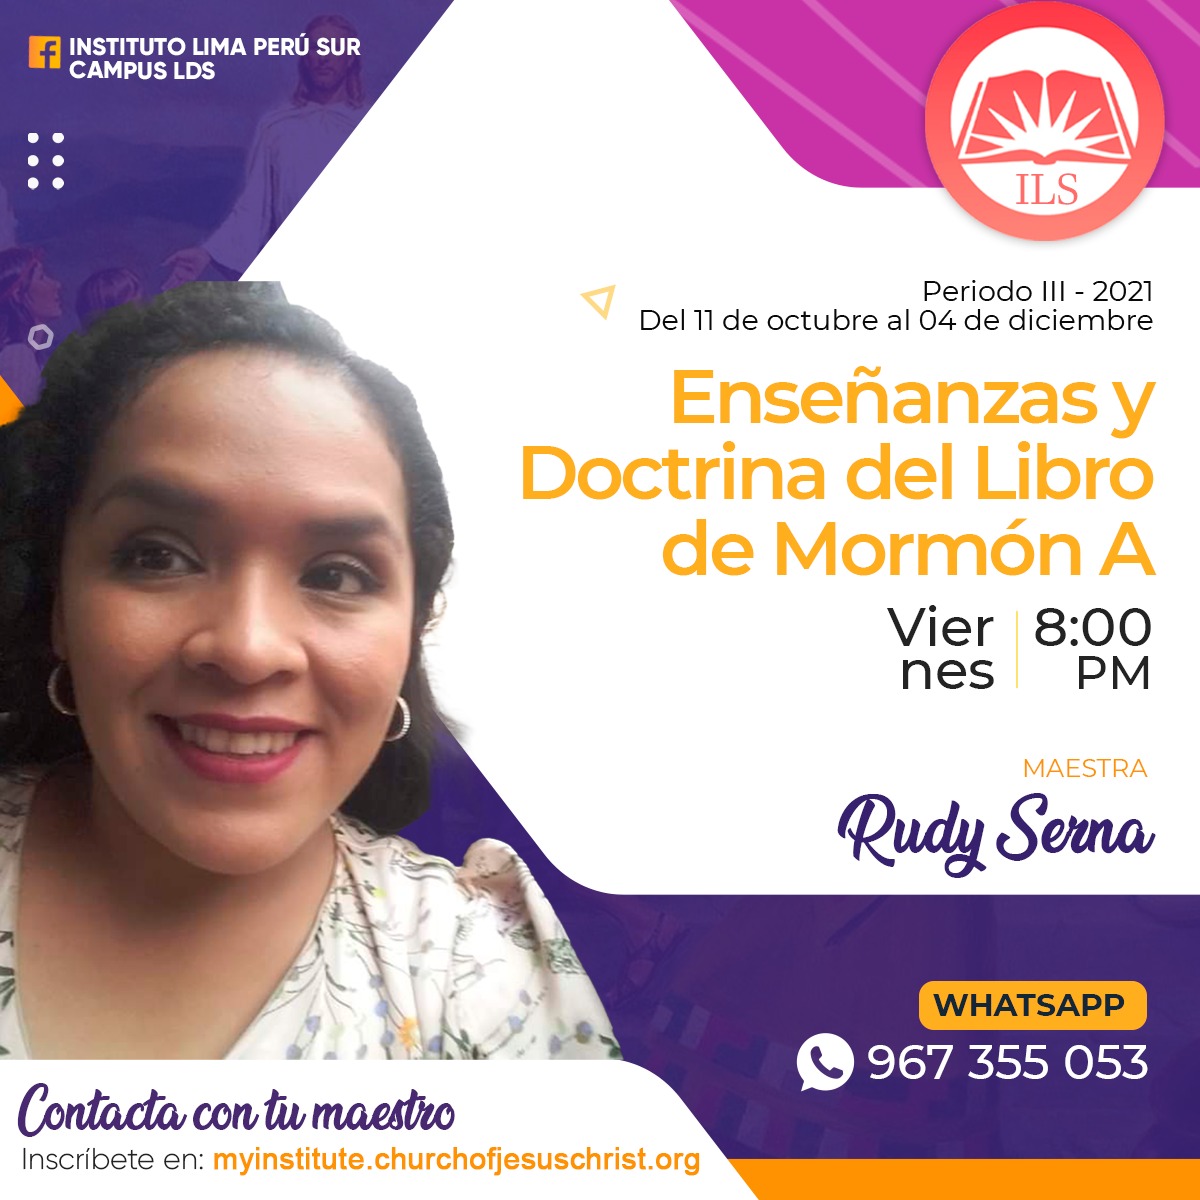 INSTITUTO LIMA PERÚ SUR
CAMPUS LDS
ILS
Periodo III - 2021
Del 11 de octubre al 04 de diciembre
Enseñanzas y
Doctrina del Libro
de Mormón A
Vier
nes
8:00
PM
MAESTRA
Rudy Serna
WHATSAPP
967 355 053
Contacta con tu maestro
Inscríbete en: myinstitute.churchofjesuschrist.org